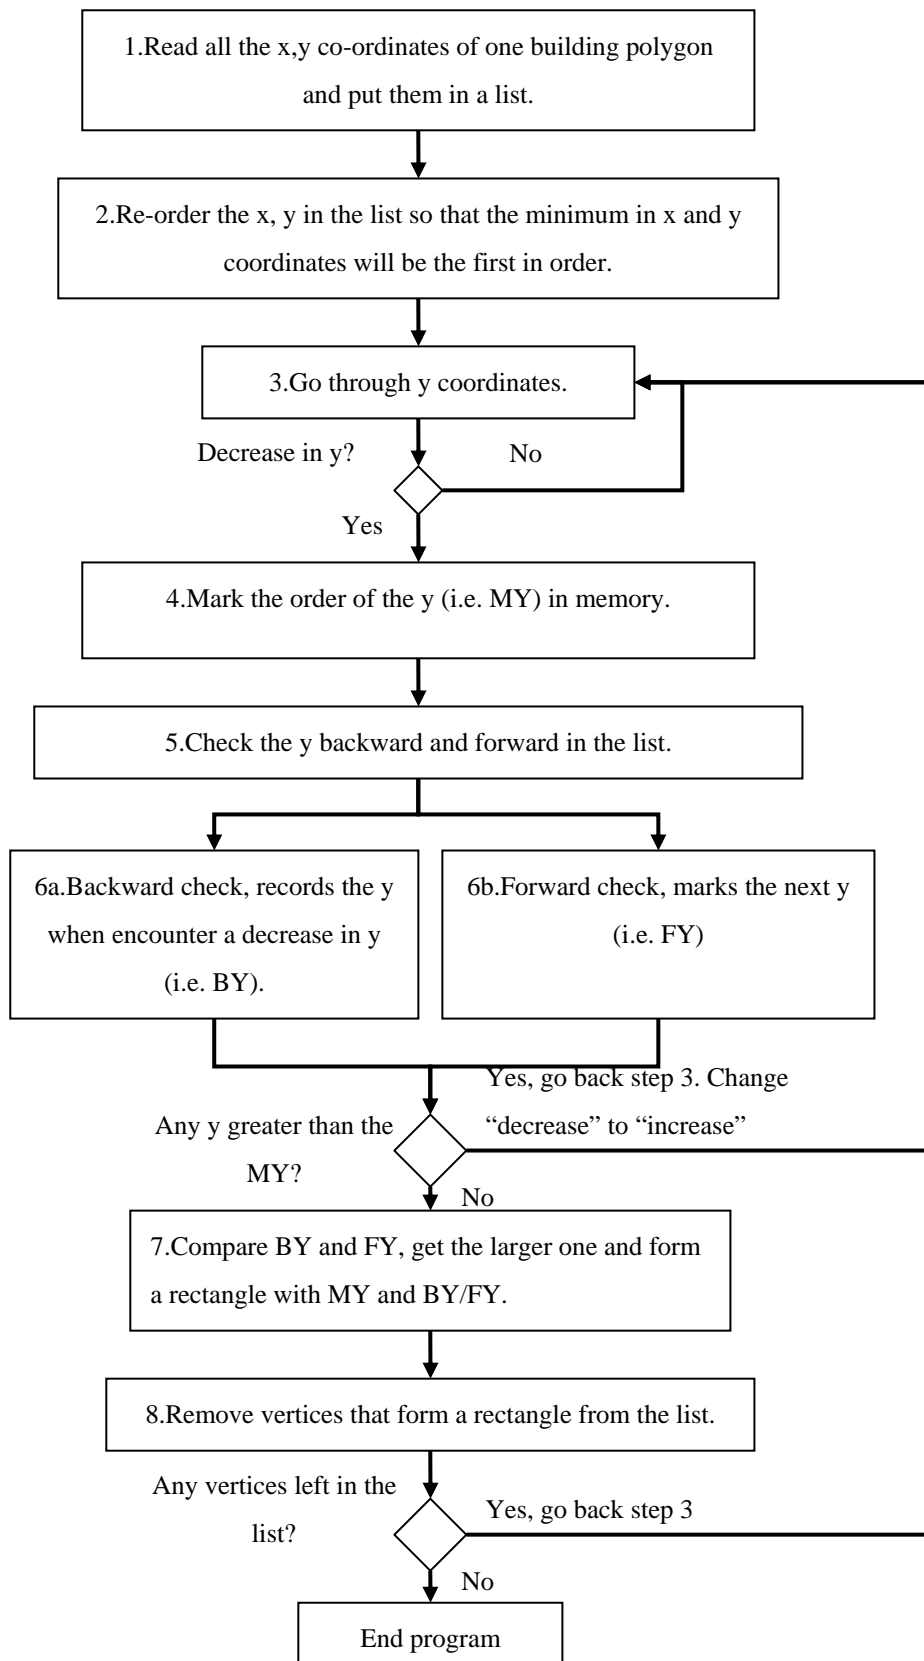 1.Read all the x,y co-ordinates of one building polygon
and put them in a list.
2.Re-order the x, y in the list so that the minimum in x and y
coordinates will be the first in order.
3.Go through y coordinates.
Decrease in y?
No
Yes
4.Mark the order of the y (i.e. MY) in memory.
5.Check the y backward and forward in the list.
6a.Backward check, records the y
when encounter a decrease in y
(i.e. BY).
6b.Forward check, marks the next y
(i.e. FY)
Yes, go back step 3. Change
“decrease” to “increase”
Any y greater than the
MY?
No
7.Compare BY and FY, get the larger one and form
a rectangle with MY and BY/FY.
8.Remove vertices that form a rectangle from the list.
Any vertices left in the
list?
Yes, go back step 3
No
End program